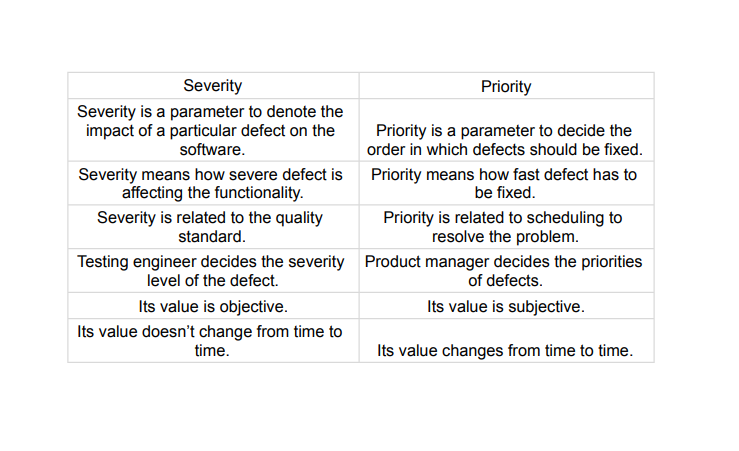 Severity
Priority
Severity is a parameter to denote the
impact of a particular defect on the
software.
Priority is a parameter to decide the
order in which defects should be fixed.
Severity means how severe defect is
affecting the functionality.
Priority means how fast defect has to
be fixed.
Severity is related to the quality
standard.
Priority is related to scheduling to
resolve the problem.
Testing engineer decides the severity
level of the defect.
Product manager decides the priorities
of defects.
Its value is objective.
Its value is subjective.
Its value doesn’t change from time to
time.
Its value changes from time to time.